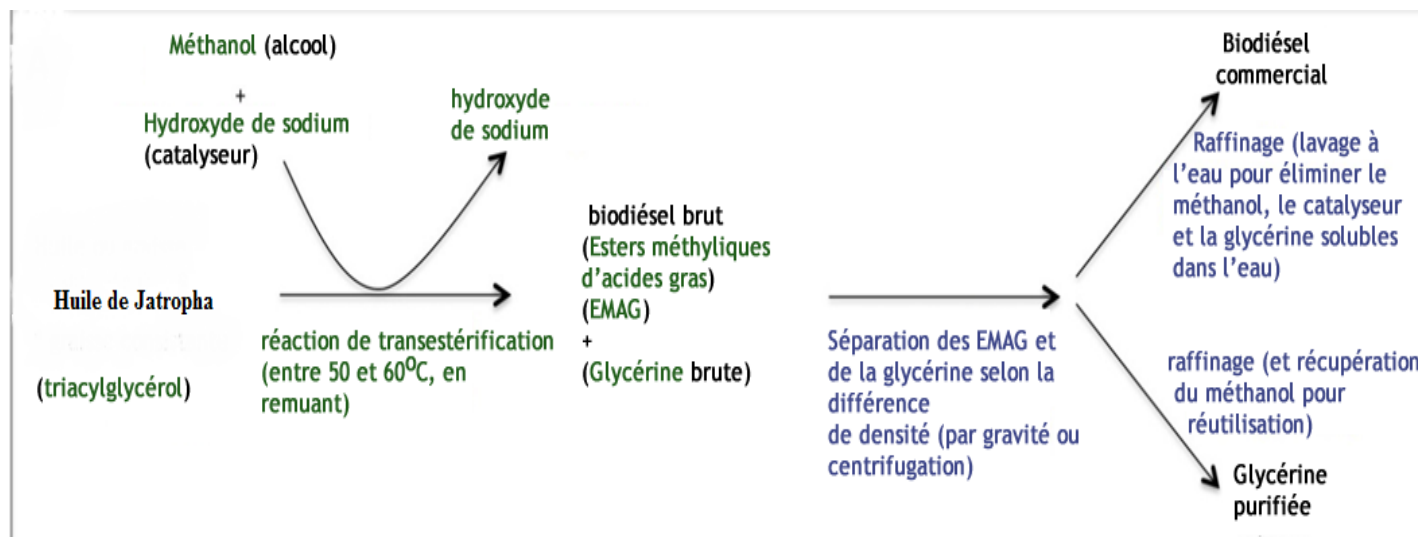 Méthanol (alcool)
+
Hydroxyde de sodium
(catalyseur)
hydroxyde
de sodium
Huile de Jatropha
(triacylglycérol)
réaction de transestérification
(entre 50 et 60⁰C, en
remuant)
biodiésel brut
(Esters méthyliques
d'acides gras)
(EMAG)
+
(Glycérine brute)
Séparation des EMAG et
de la glycérine selon la
différence
de densité (par gravité ou
centrifugation)
Biodiésel
commercial
Raffinage (lavage à
l'eau pour éliminer le
méthanol, le catalyseur
et la glycérine solubles
dans l'eau)
raffinage (et récupération
du méthanol pour
réutilisation)
Glycérine
purifiée